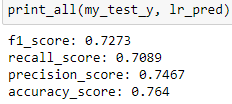 print_all(my_test_y, lr_pred)
f1_score: 0.7273
recall_score: 0.7089
precision_score: 0.7467
accuracy_score: 0.764